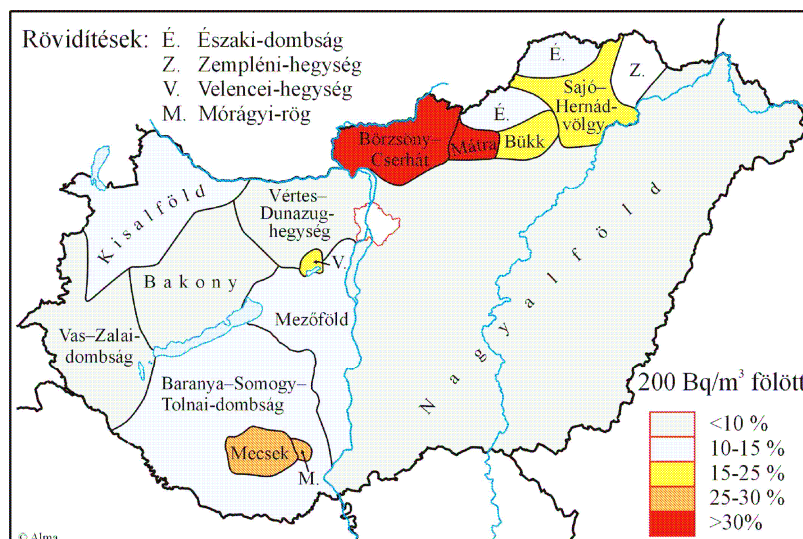 Rövidítések: É. Északi-dombság
Z. Zempléni-hegység
V. Velencei-hegység
M. Mórágyi-rög
É.
Z.
Sajó–
Hernád-
völgy
É.
Börzsony–
Cserhát
Mátra
Bükk
Kisalföld
Vértes–
Dunazug-
hegység
V.
Bakony
Mezőföld
Nagyalföld
Vas–Zalai-
dombság
Baranya–Somogy–
Tolnai-dombság
Mecsek
M.
200 Bq/m³ fölött
<10 %
10-15 %
15-25 %
25-30 %
>30%
© Alma